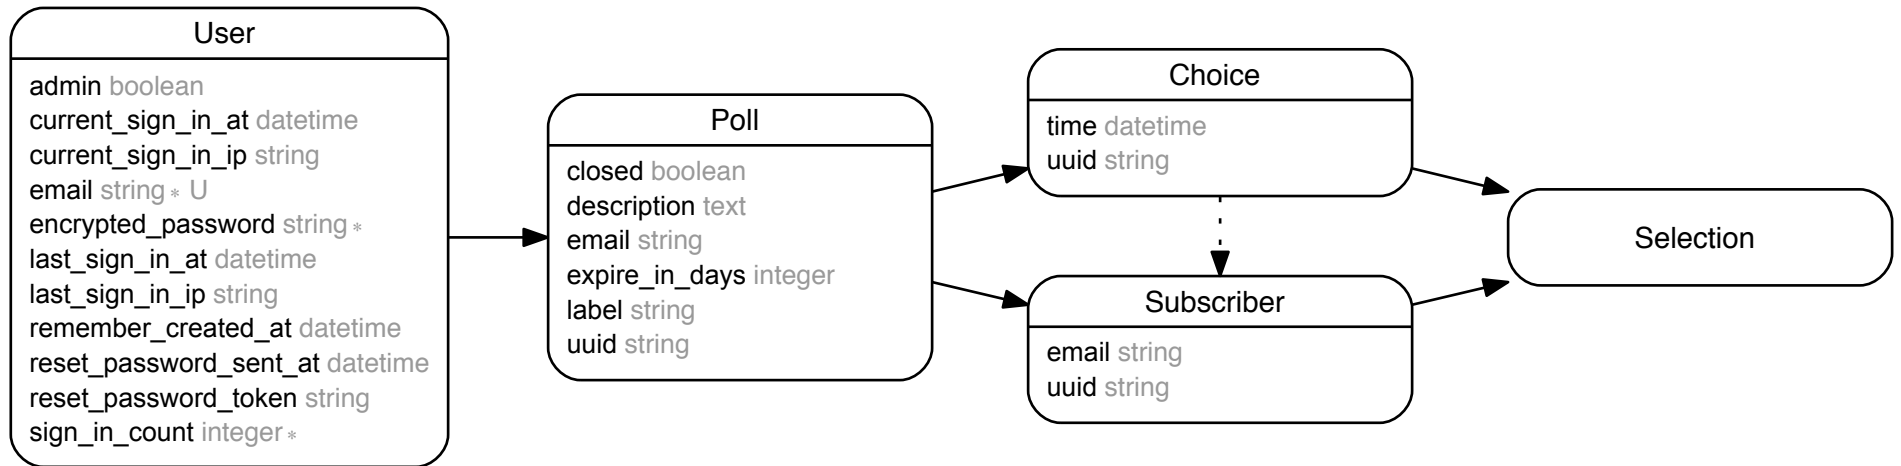 User
admin boolean
current_sign_in_at datetime
current_sign_in_ip string
email string * U
encrypted_password string *
last_sign_in_at datetime
last_sign_in_ip string
remember_created_at datetime
reset_password_sent_at datetime
reset_password_token string
sign_in_count integer *
Poll
closed boolean
description text
email string
expire_in_days integer
label string
uuid string
Choice
time datetime
uuid string
Subscriber
email string
uuid string
Selection